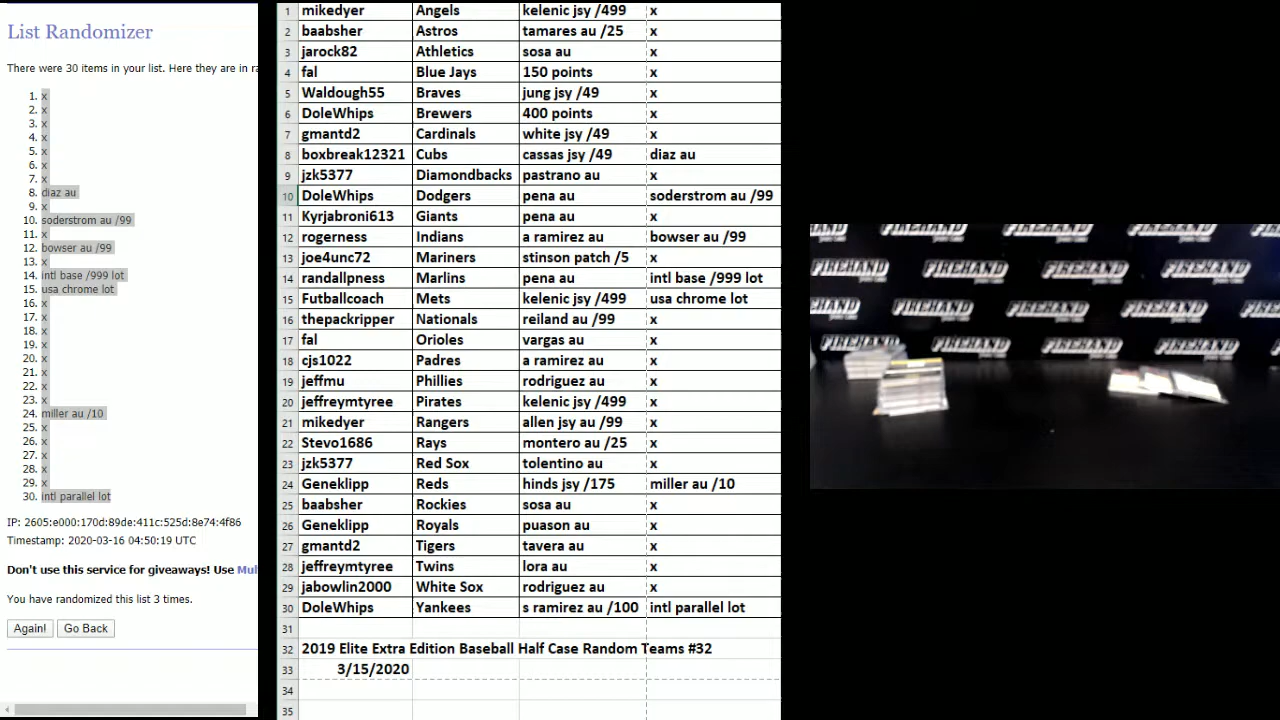 List Randomizer
There were 30 items in your list. Here they are in ra
1. x
2. x
3. x
4. x
5. x
6. x
7. x
8. diaz au
9. x
10. soderstrom au /99
11. x
12. bowser au /99
13. x
14. intl base /999 lot
15. usa chrome lot
16. x
17. x
18. x
19. x
20. x
21. x
22. x
23. x
24. miller au /10
25. x
26. x
27. x
28. x
29. x
30. intl parallel lot
IP: 2605:e000:170d:89de:411c:525d:8e74:4f86
Timestamp: 2020-03-16 04:50:19 UTC
Don't use this service for giveaways! Use Mul
You have randomized this list 3 times.
Again! Go Back
1 mikedyer Angels kelenic jsy /499 x
2 baabsher Astros tamares au /25 x
3 jarock82 Athletics sosa au x
4 fal Blue Jays 150 points x
5 Waldough55 Braves jung jsy /49 x
6 DoleWhips Brewers 400 points x
7 gmantd2 Cardinals white jsy /49 x
8 boxbreak12321 Cubs cassas jsy /49 diaz au
9 jzk5377 Diamondbacks pastrano au x
10 DoleWhips Dodgers pena au soderstrom au /99
11 Kyrjabroni613 Giants pena au x
12 rogerness Indians a ramirez au bowser au /99
13 joe4unc72 Mariners stinson patch /5 x
14 randallpness Marlins pena au intl base /999 lot
15 Futballcoach Mets kelenic jsy /499 usa chrome lot
16 thepackripper Nationals reiland au /99 x
17 fal Orioles vargas au x
18 cjs1022 Padres a ramirez au x
19 jeffmu Phillies rodriguez au x
20 jeffreymtyree Pirates kelenic jsy /499 x
21 mikedyer Rangers allen jsy au /99 x
22 Stevo1686 Rays montero au /25 x
23 jzk5377 Red Sox tolentino au x
24 Geneklipp Reds hinds jsy /175 miller au /10
25 baabsher Rockies sosa au x
26 Geneklipp Royals puason au x
27 gmantd2 Tigers tavera au x
28 jeffreymtyree Twins lora au x
29 jabowlin2000 White Sox rodriguez au x
30 DoleWhips Yankees s ramirez au /100 intl parallel lot
31
32 2019 Elite Extra Edition Baseball Half Case Random Teams #32
33 3/15/2020
34
35
FIREHAND FIREHAND FIREHAND
FIREHAND FIREHAND FIREHAND FIREHAND
FIREHAND FIREHAND FIREHAND